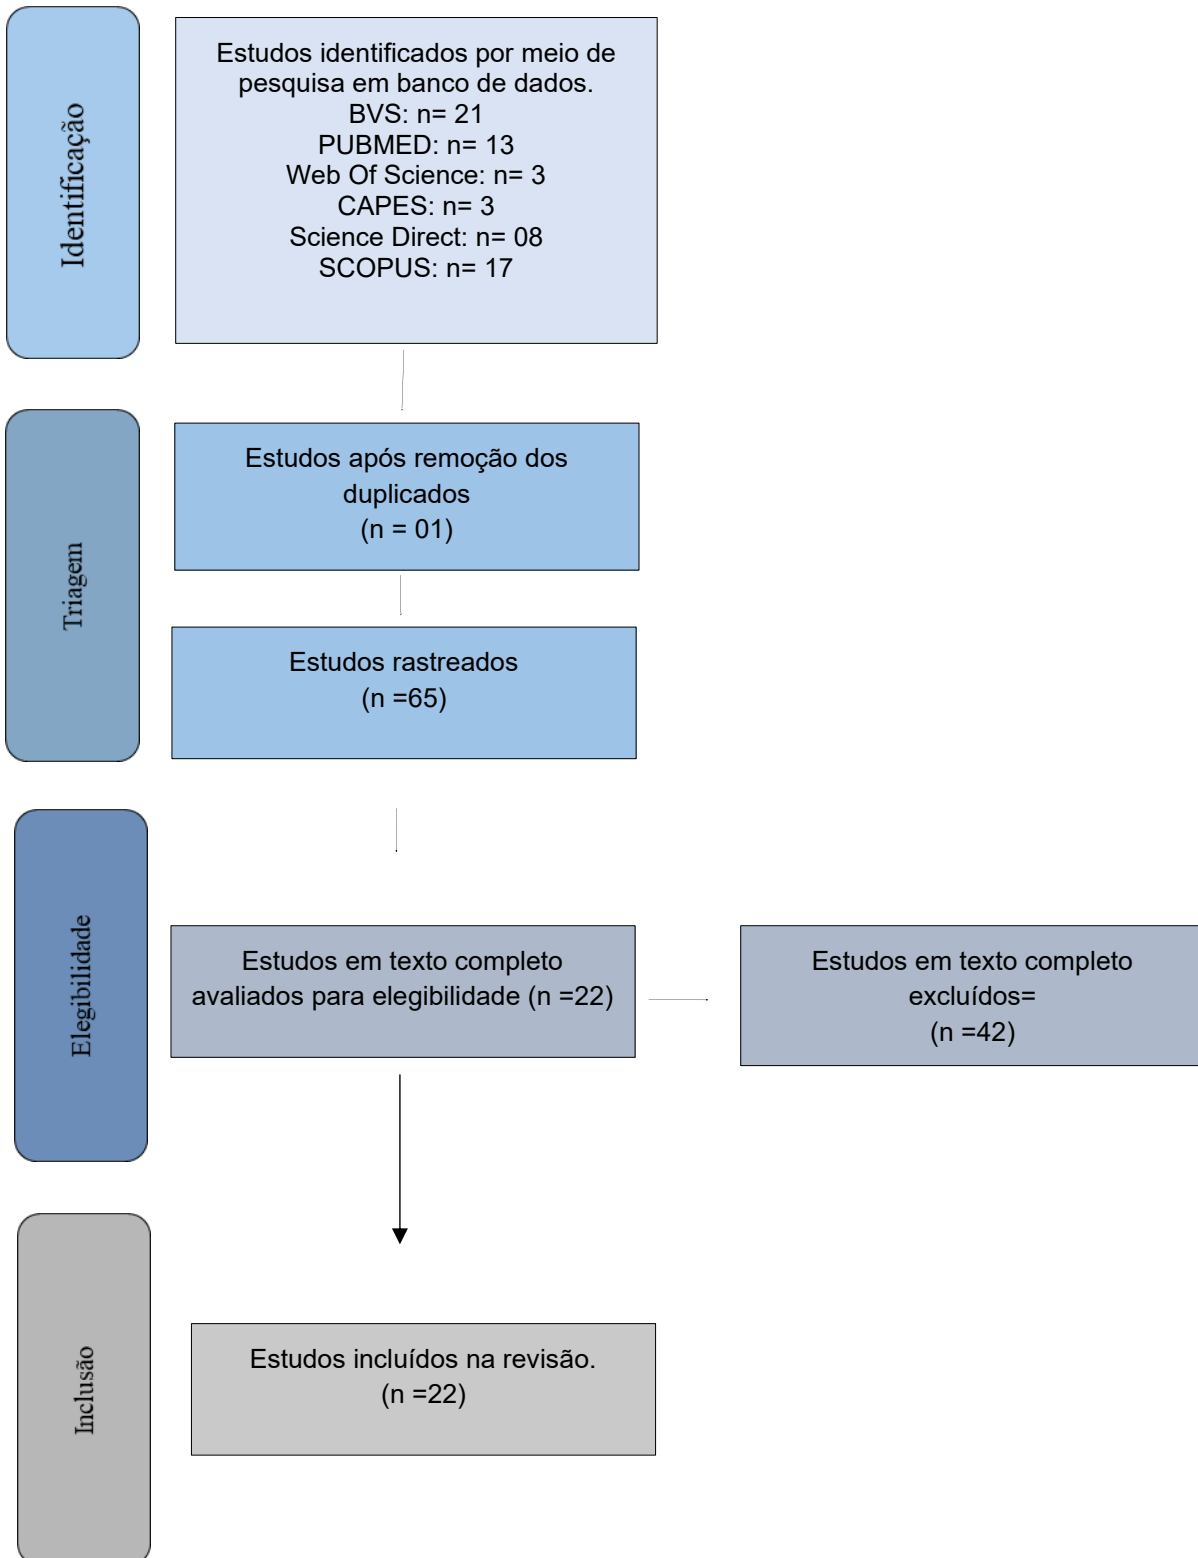 Identificação
Estudos identificados por meio de
pesquisa em banco de dados.
BVS: n= 21
PUBMED: n= 13
Web Of Science: n= 3
CAPES: n= 3
Science Direct: n= 08
SCOPUS: n= 17
Triagem
Estudos após remoção dos
duplicados
(n = 01)
Estudos rastreados
(n =65)
Elegibilidade
Estudos em texto completo
avaliados para elegibilidade (n =22)
Estudos em texto completo
excluídos=
(n =42)
Inclusão
Estudos incluídos na revisão.
(n =22)